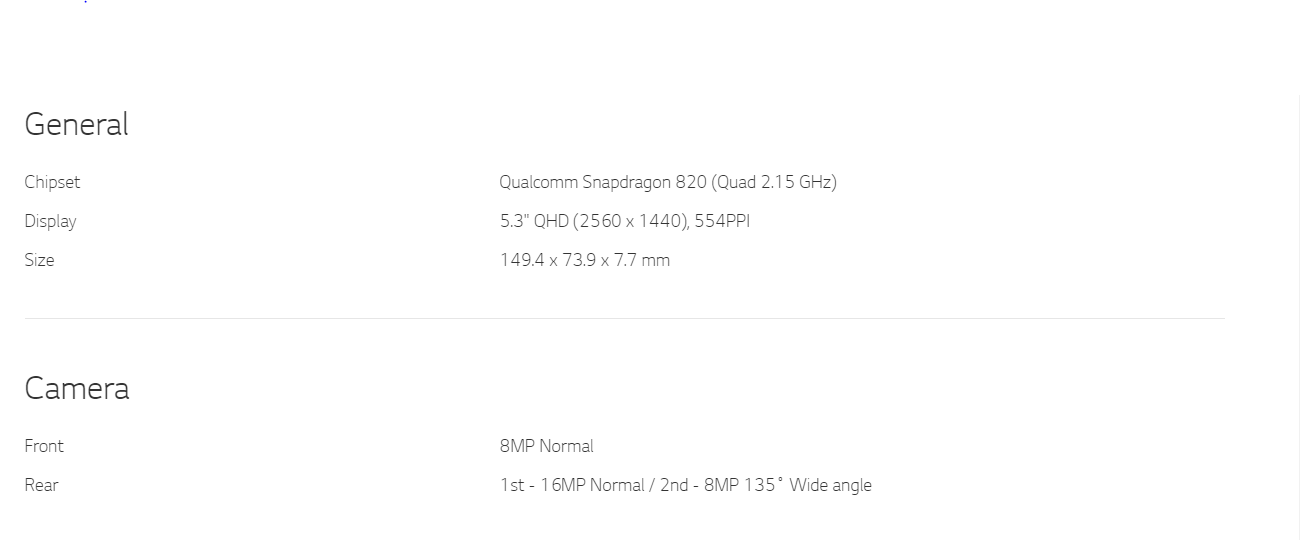 General
Chipset Qualcomm Snapdragon 820 (Quad 2.15 GHz)
Display 5.3" QHD (2560 x 1440), 554PPI
Size 149.4 x 73.9 x 7.7 mm
Camera
Front 8MP Normal
Rear 1st - 16MP Normal / 2nd - 8MP 135˚ Wide angle